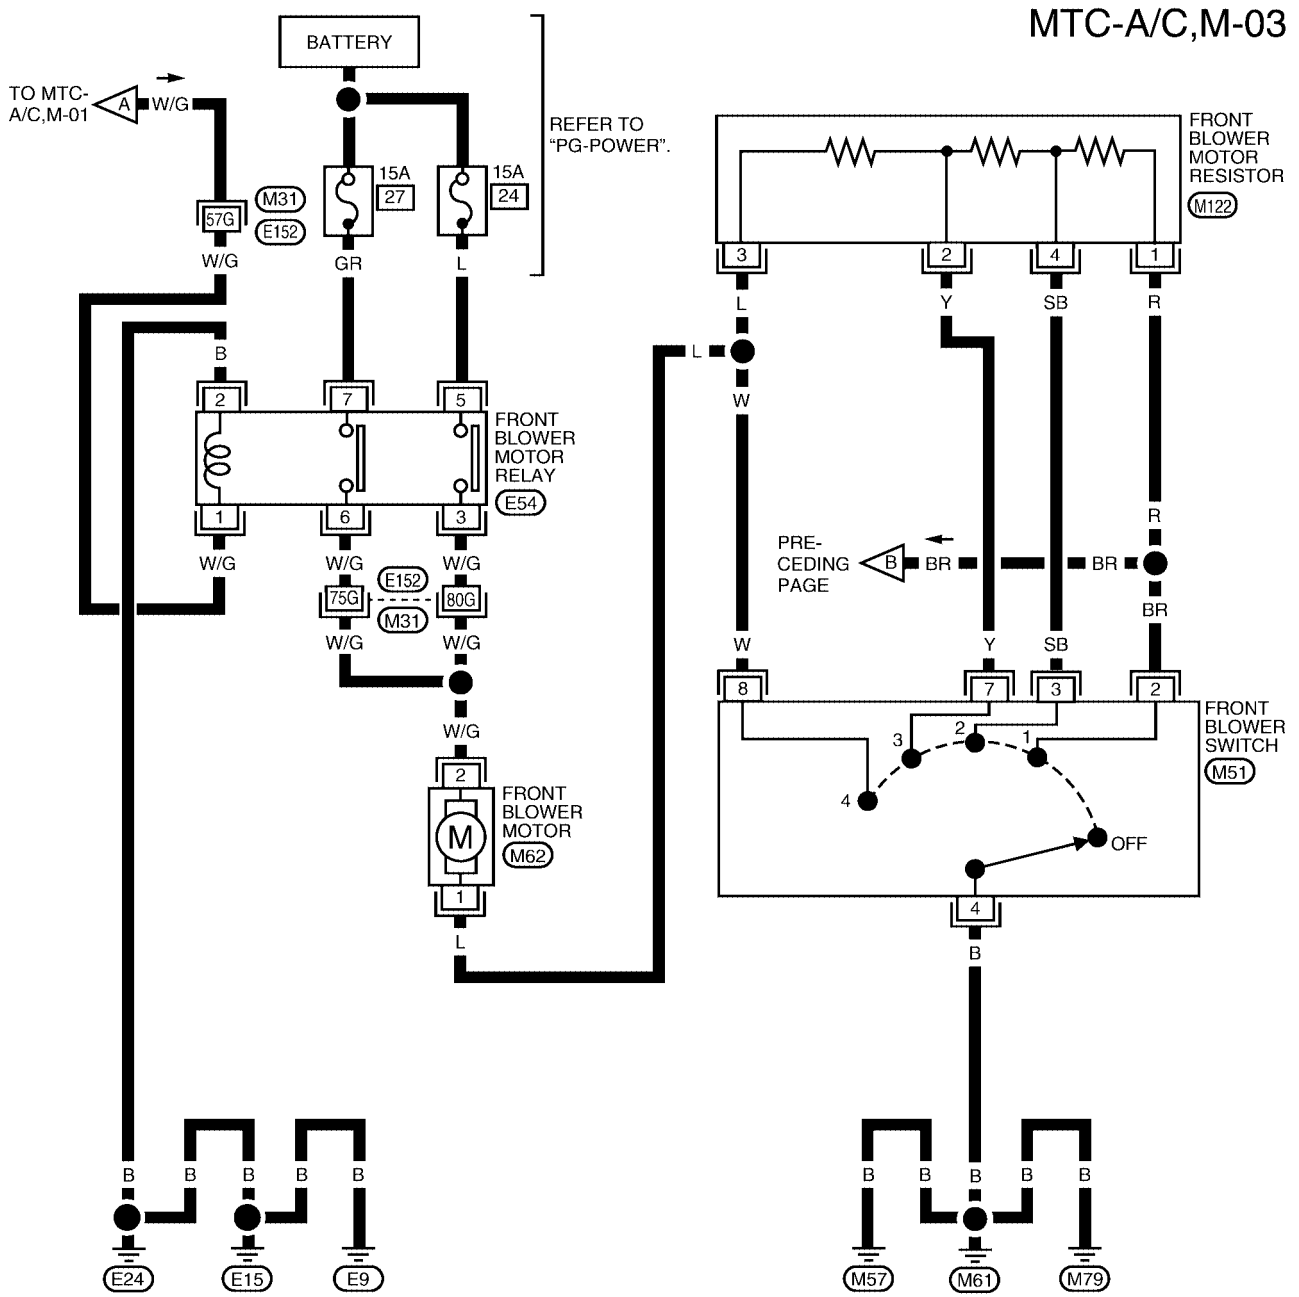 MTC-A/C,M-03
BATTERY
TO MTC-
A/C,M-01
A
W/G
REFER TO
"PG-POWER".
15A
27
15A
24
57G
M31
E152
W/G
GR
L
B
2
7
5
FRONT
BLOWER
MOTOR
RELAY
E54
1
6
3
W/G
W/G
W/G
E152
75G
80G
M31
W/G
W/G
W/G
2
FRONT
BLOWER
MOTOR
M62
M
1
L
B
B
B
B
B
E24
E15
E9
FRONT
BLOWER
MOTOR
RESISTOR
M122
3
2
4
1
L
Y
SB
R
L
W
R
PRE-
CEDING
PAGE
B
BR
BR
BR
W
Y
SB
8
7
3
2
FRONT
BLOWER
SWITCH
M51
3
2
1
4
OFF
4
B
B
B
B
B
B
M57
M61
M79